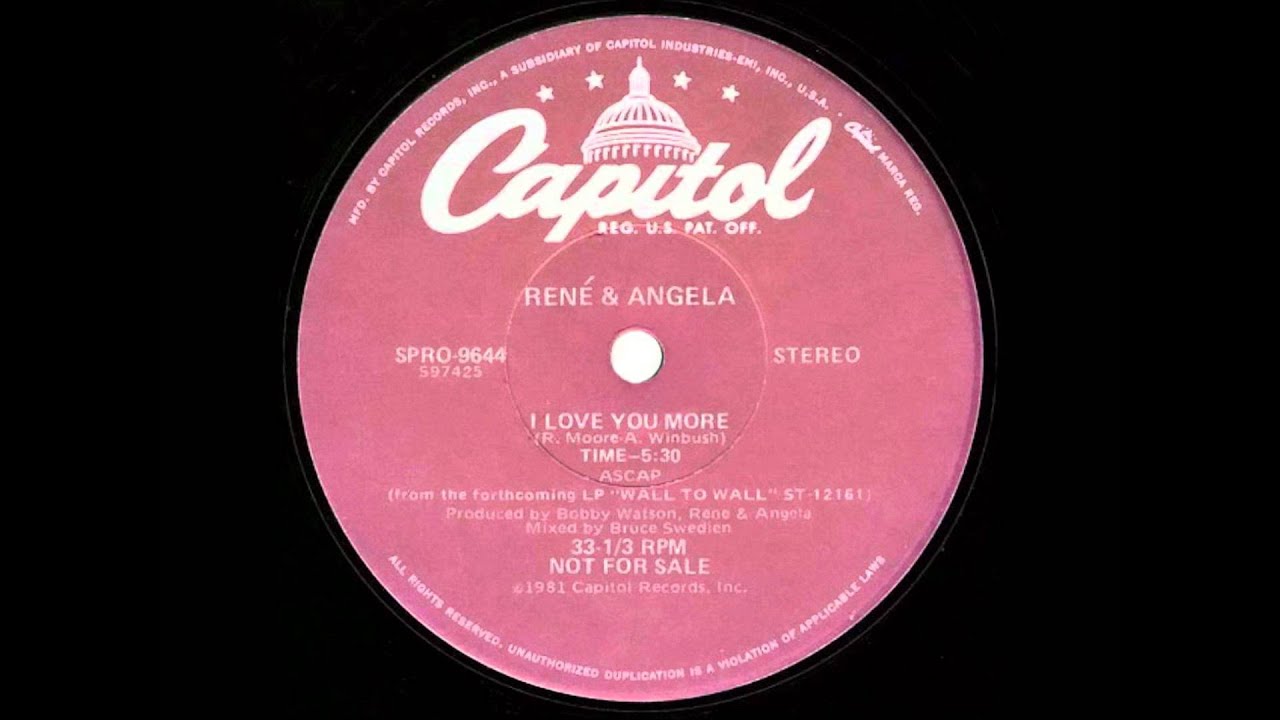 MFD. BY CAPITOL RECORDS, INC., A SUBSIDIARY OF CAPITOL INDUSTRIES-EMI, INC., U.S.A. . Capitol MARCA REG.
Capitol
REG. U.S. PAT. OFF.
RENÉ & ANGELA
SPRO-9644
S97425
STEREO
I LOVE YOU MORE
(R. Moore-A. Winbush)
TIME–5:30
ASCAP
(from the forthcoming LP "WALL TO WALL" ST-12161)
Produced by Bobby Watson, Rene & Angela
Mixed by Bruce Swedien
33-1/3 RPM
NOT FOR SALE
©1981 Capitol Records, Inc.
ALL RIGHTS RESERVED. UNAUTHORIZED DUPLICATION IS A VIOLATION OF APPLICABLE LAWS